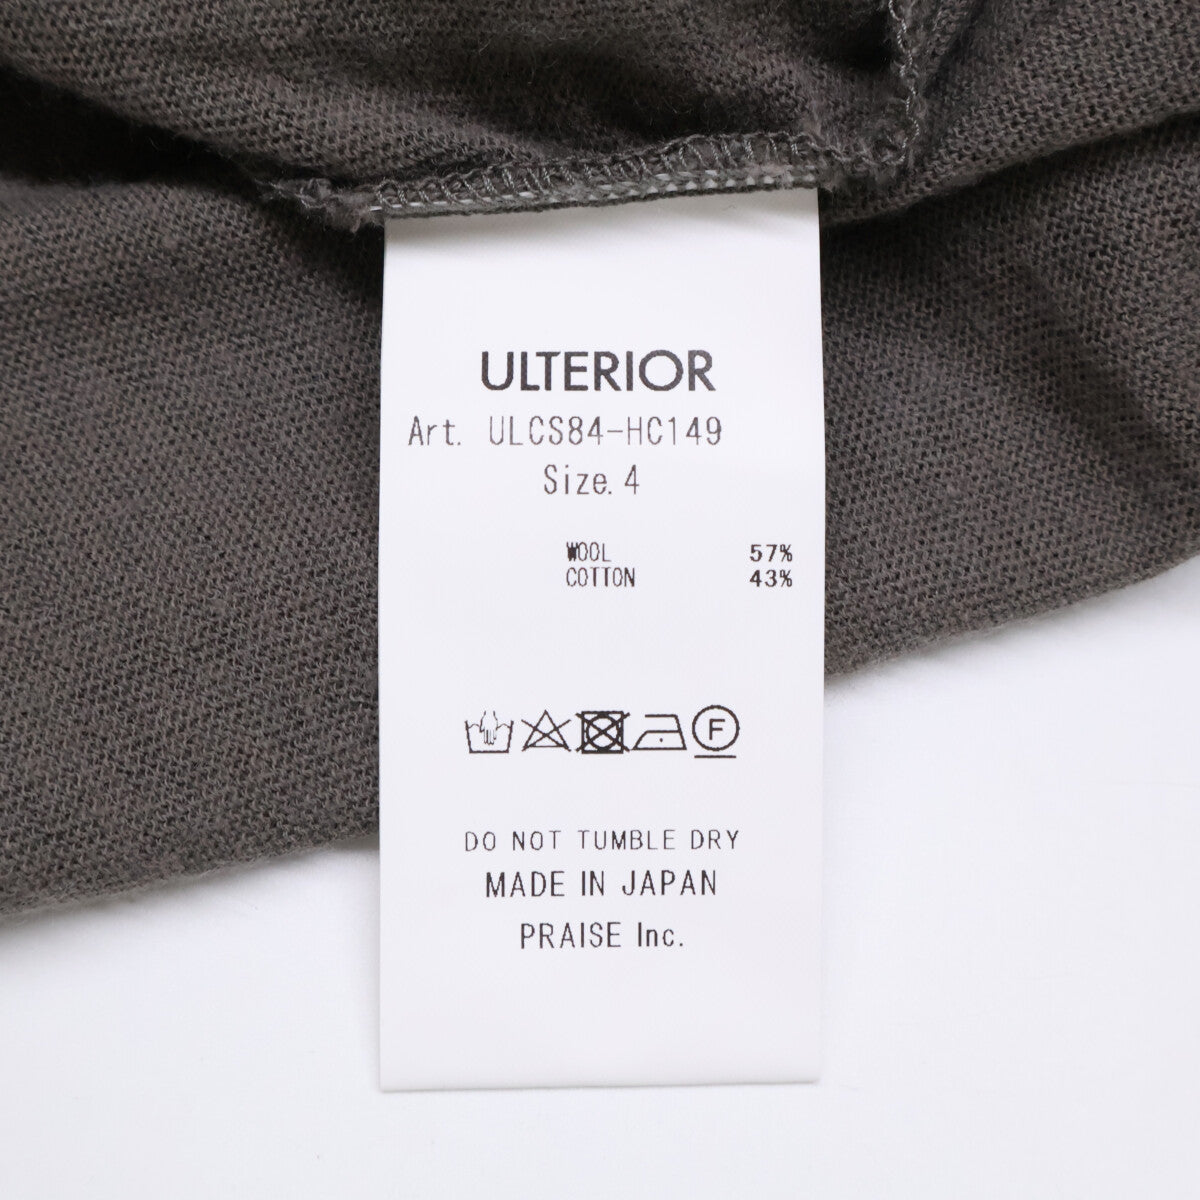 ULTERIOR
Art. ULCS84-HC149
Size. 4
WOOL 57%
COTTON 43%
F
DO NOT TUMBLE DRY
MADE IN JAPAN
PRAISE Inc.